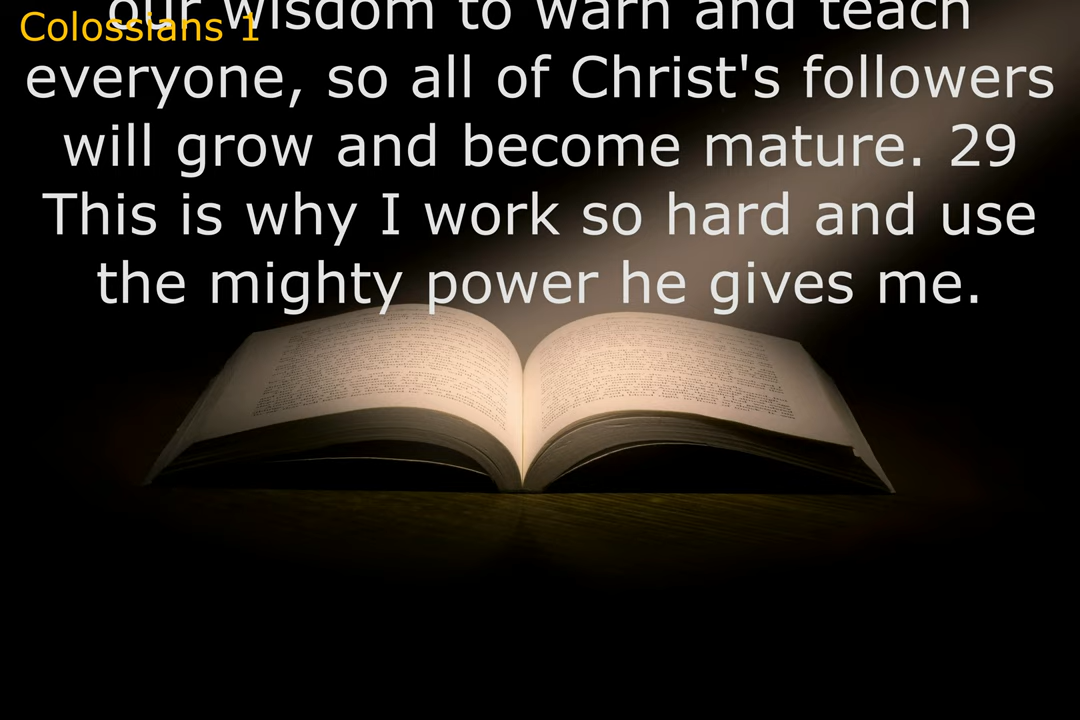 Colossians 1
our wisdom to warn and teach
everyone, so all of Christ's followers
will grow and become mature. 29
This is why I work so hard and use
the mighty power he gives me.